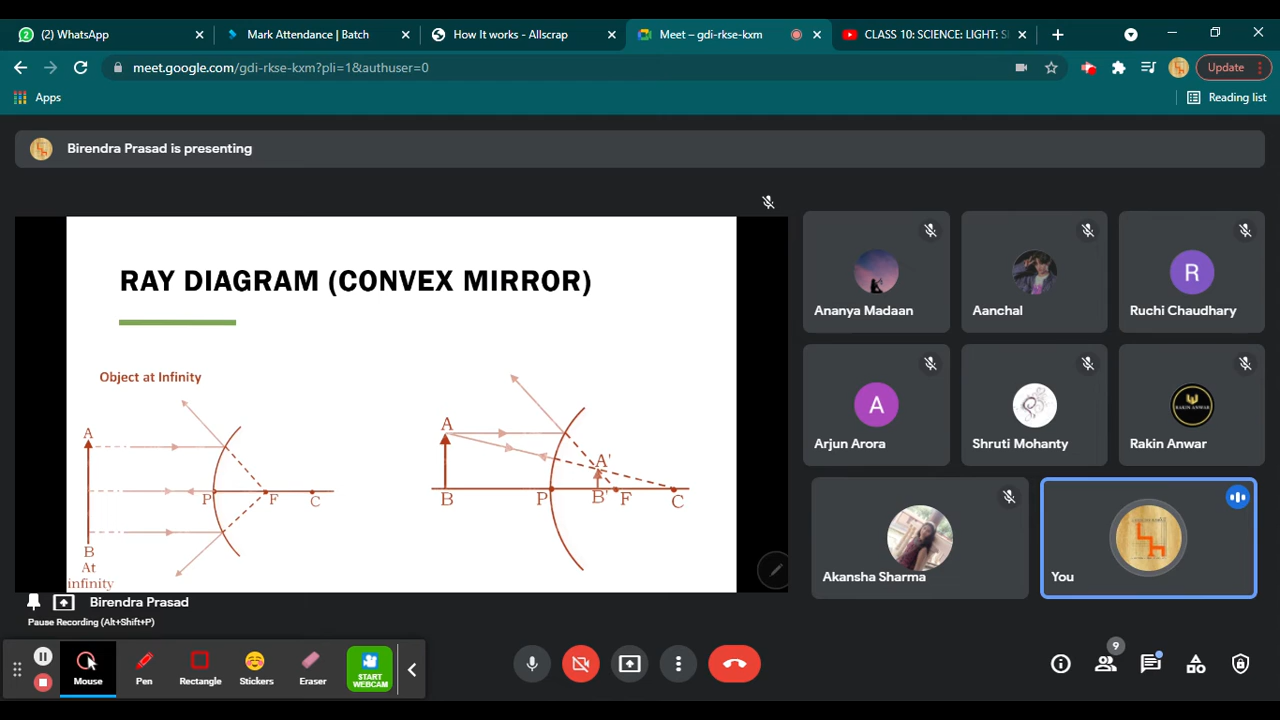 (2) WhatsApp
Mark Attendance | Batch
How It works - Allscrap
Meet – gdi-rkse-kxm
CLASS 10: SCIENCE: LIGHT: S
meet.google.com/gdi-rkse-kxm?pli=1&authuser=0
Update
Apps
Reading list
Birendra Prasad is presenting
RAY DIAGRAM (CONVEX MIRROR)
Object at Infinity
A
P
F
C
B
At
infinity
A
B
P
A'
B'
F
C
Ananya Madaan
Aanchal
R
Ruchi Chaudhary
A
Arjun Arora
Shruti Mohanty
RAKIN ANWAR
Rakin Anwar
Akansha Sharma
You
Birendra Prasad
Pause Recording (Alt+Shift+P)
Mouse
Pen
Rectangle
Stickers
Eraser
START
WEBCAM
9